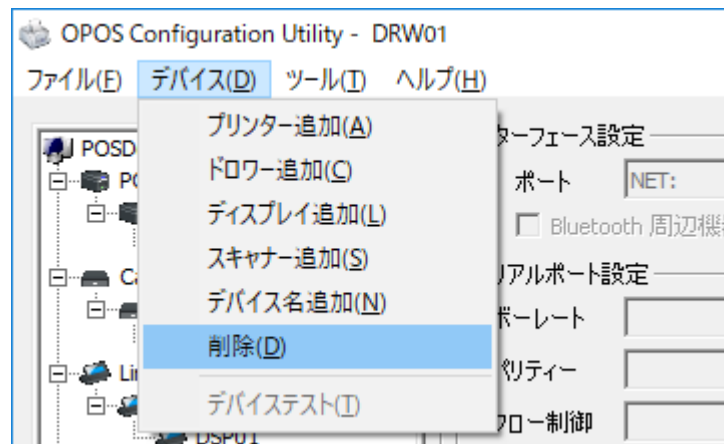 OPOS Configuration Utility - DRW01
ファイル(F) デバイス(D) ツール(T) ヘルプ(H)
プリンター追加(A)
ドロワー追加(C)
ディスプレイ追加(L)
スキャナー追加(S)
デバイス名追加(N)
削除(D)
デバイステスト(T)
POSD
DSP01
ターフェース設定
ポート NET:
Bluetooth 周辺機
リアルポート設定
ボーレート
パリティー
フロー制御